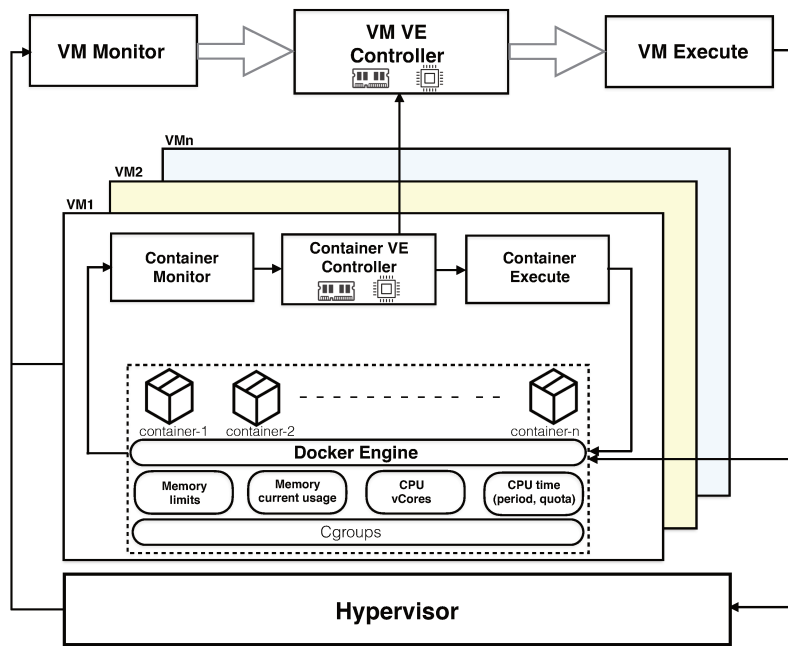 VM Monitor
VM VE
Controller
VM Execute
VMn
VM2
VM1
Container
Monitor
Container VE
Controller
Container
Execute
container-1
container-2
container-n
Docker Engine
Memory
limits
Memory
current usage
CPU
vCores
CPU time
(period, quota)
Cgroups
Hypervisor